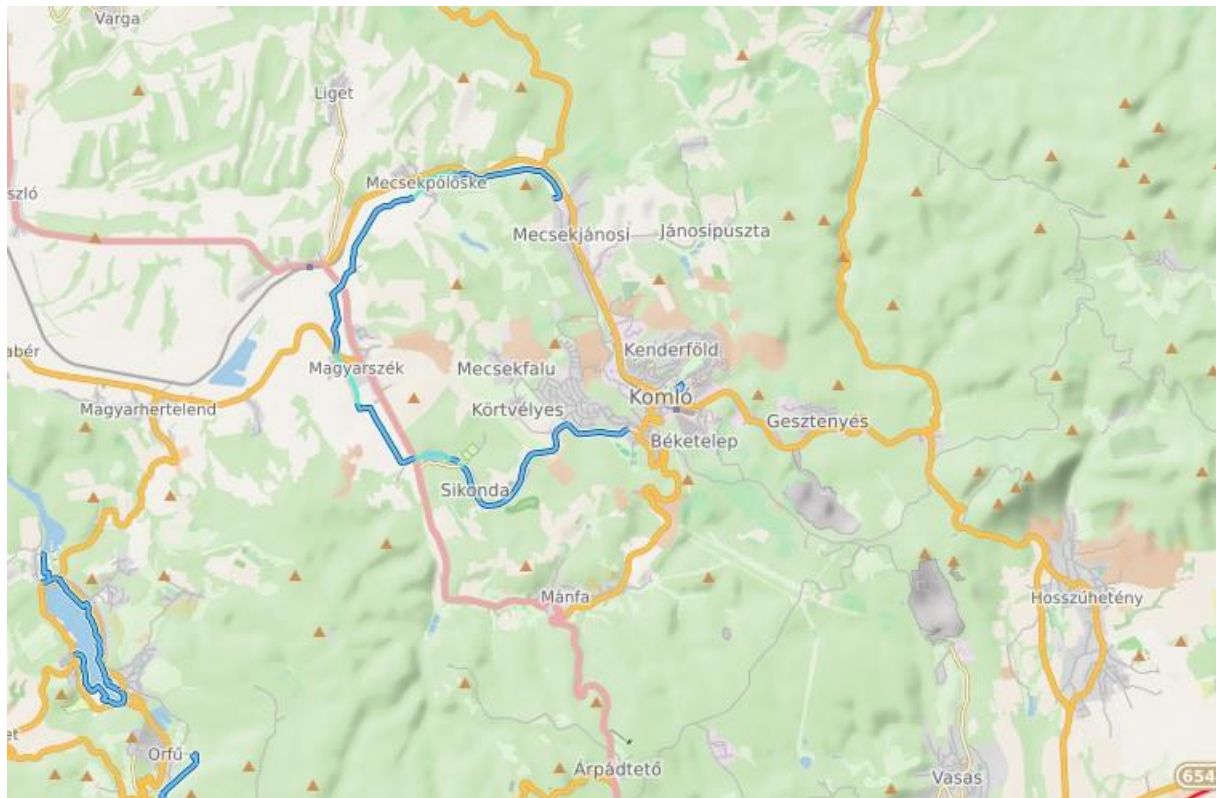 Varga
Liget
Mecsekpölöske
szló
Mecsekjánosi
Jánosipuszta
abér
Kenderföld
Magyarszék
Mecsekfalu
Komló
Magyarhertelend
Körtvélyes
Gesztenyés
Béketelep
Sikonda
Mánfa
Hosszúhetény
et
Orfű
Árpádtető
Vasas
654